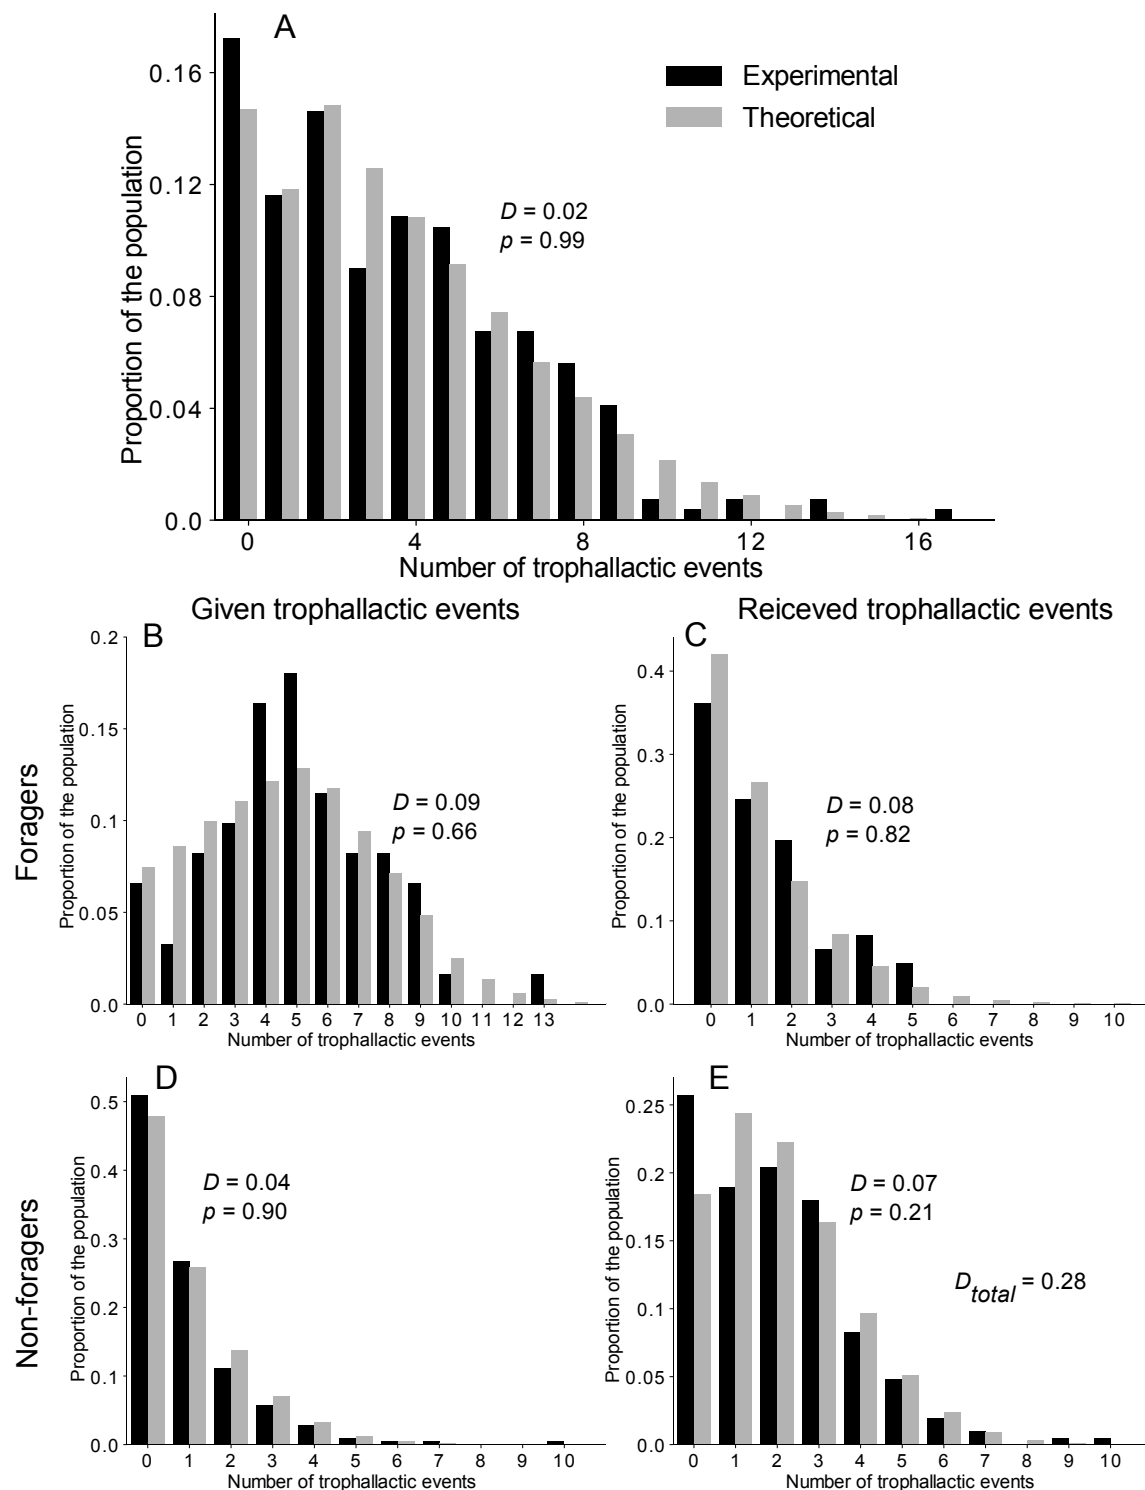 A
Experimental
Theoretical
Proportion of the population
0.16
0.12
0.08
0.04
0.0
D = 0.02
p = 0.99
0 4 8 12 16
Number of trophallactic events
Given trophallactic events
Reiceved trophallactic events
Foragers
B
Proportion of the population
0.2
0.15
0.1
0.05
0.0
D = 0.09
p = 0.66
0 1 2 3 4 5 6 7 8 9 10 11 12 13
Number of trophallactic events
C
Proportion of the population
0.4
0.3
0.2
0.1
0.0
D = 0.08
p = 0.82
0 1 2 3 4 5 6 7 8 9 10
Number of trophallactic events
Non-foragers
D
Proportion of the population
0.5
0.4
0.3
0.2
0.1
0.0
D = 0.04
p = 0.90
0 1 2 3 4 5 6 7 8 9 10
Number of trophallactic events
E
Proportion of the population
0.25
0.2
0.15
0.1
0.05
0.0
D = 0.07
p = 0.21
Dtotal = 0.28
0 1 2 3 4 5 6 7 8 9 10
Number of trophallactic events